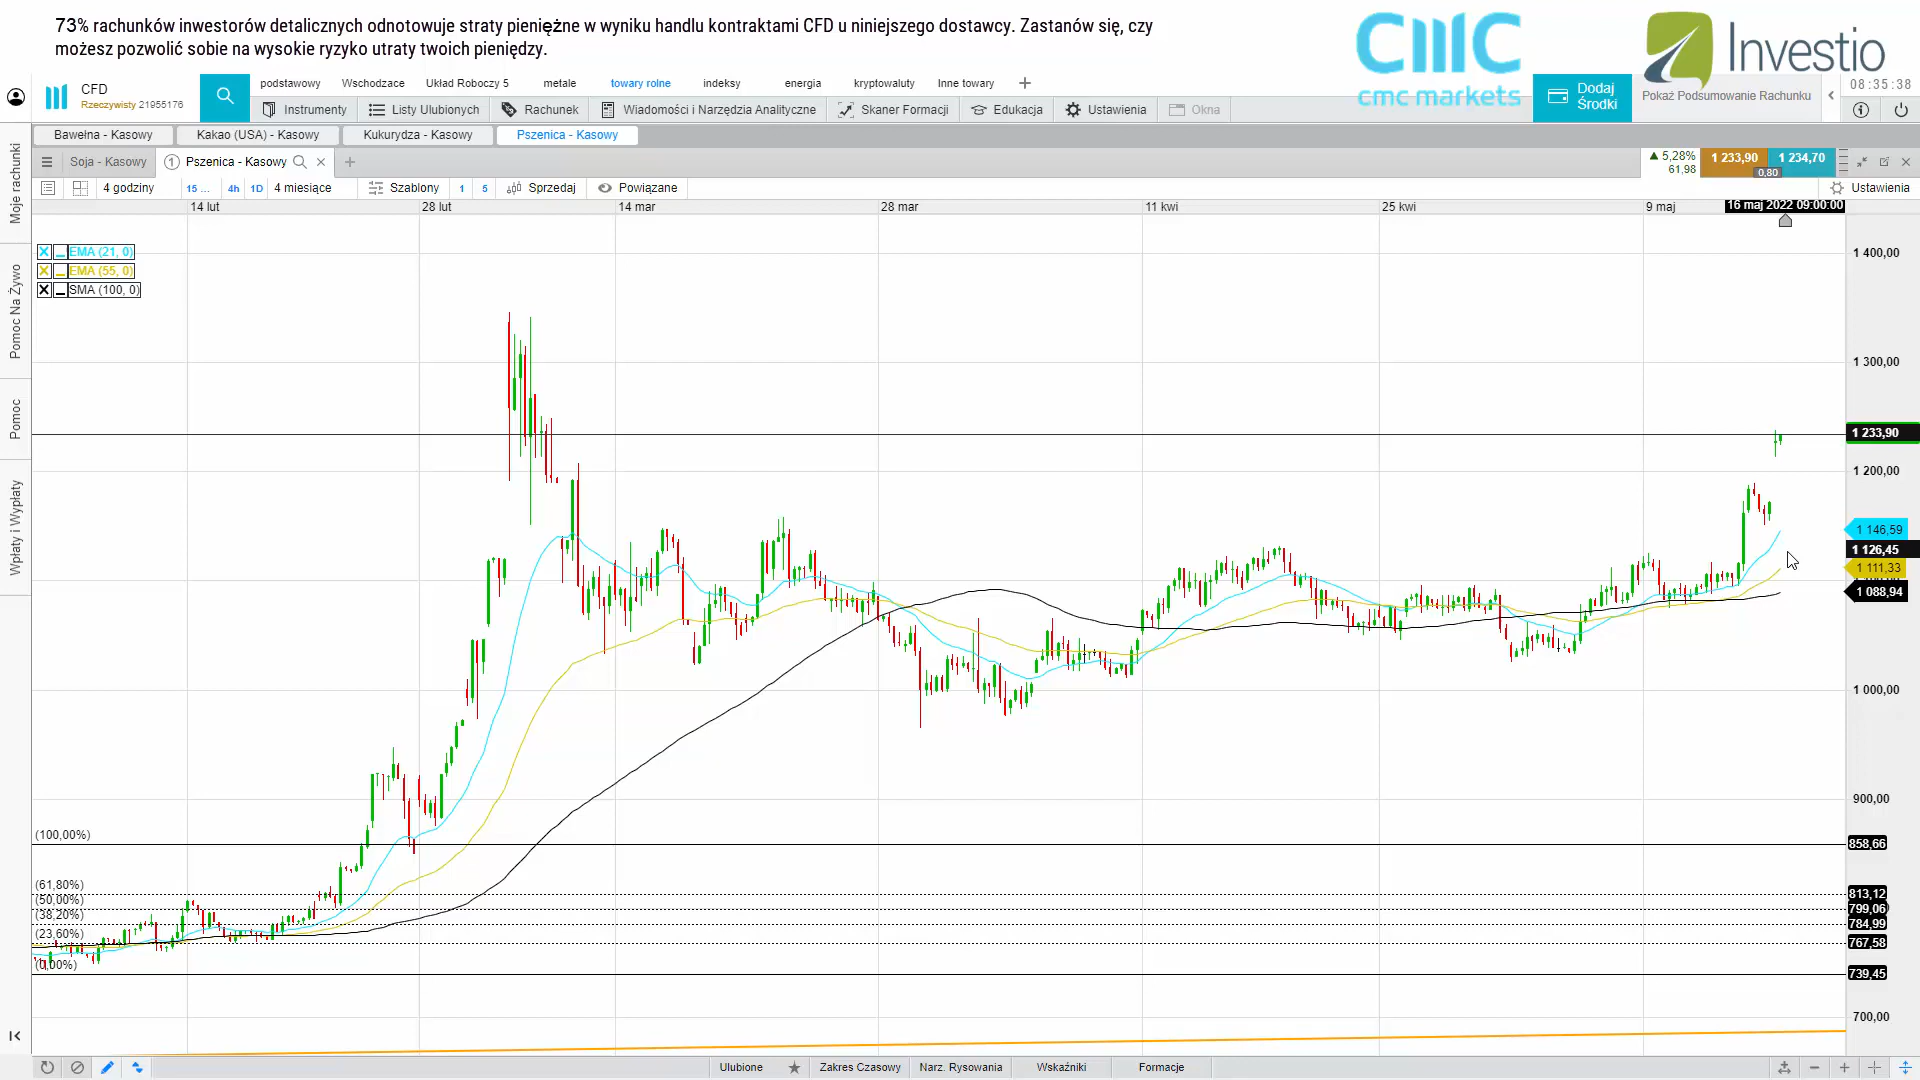 73% rachunków inwestorów detalicznych odnotowuje straty pieniężne w wyniku handlu kontraktami CFD u niniejszego dostawcy. Zastanów się, czy
możesz pozwolić sobie na wysokie ryzyko utraty twoich pieniędzy.
CMC
cmc markets
Investio
CFD
Rzeczywisty 21955176
podstawowy
Wschodzące
Układ Roboczy 5
metale
towary rolne
indeksy
energia
kryptowaluty
Inne towary
Dodaj
Środki
Pokaż Podsumowanie Rachunku
08:35:38
Instrumenty
Listy Ulubionych
Rachunek
Wiadomości i Narzędzia Analityczne
Skaner Formacji
Edukacja
Ustawienia
Okna
Bawełna - Kasowy
Kakao (USA) - Kasowy
Kukurydza - Kasowy
Pszenica - Kasowy
Soja - Kasowy
1
Pszenica - Kasowy
5,28%
61,98
1 233,90
1 234,70
0,80
4 godziny
15 ...
4h
1D
4 miesiące
Szablony
1
5
Sprzedaj
Powiązane
Ustawienia
14 lut
28 lut
14 mar
28 mar
11 kwi
25 kwi
9 maj
16 maj 2022 09:00:00
EMA (21, 0)
EMA (55, 0)
SMA (100, 0)
Moje rachunki
Pomoc Na Żywo
Pomoc
Wpłaty i Wypłaty
1 400,00
1 300,00
1 233,90
1 200,00
1 146,59
1 126,45
1 111,33
1 088,94
1 000,00
900,00
858,66
813,12
799,06
784,99
767,58
739,45
700,00
(100,00%)
(61,80%)
(50,00%)
(38,20%)
(23,60%)
(0,00%)
Ulubione
Zakres Czasowy
Narz. Rysowania
Wskaźniki
Formacje